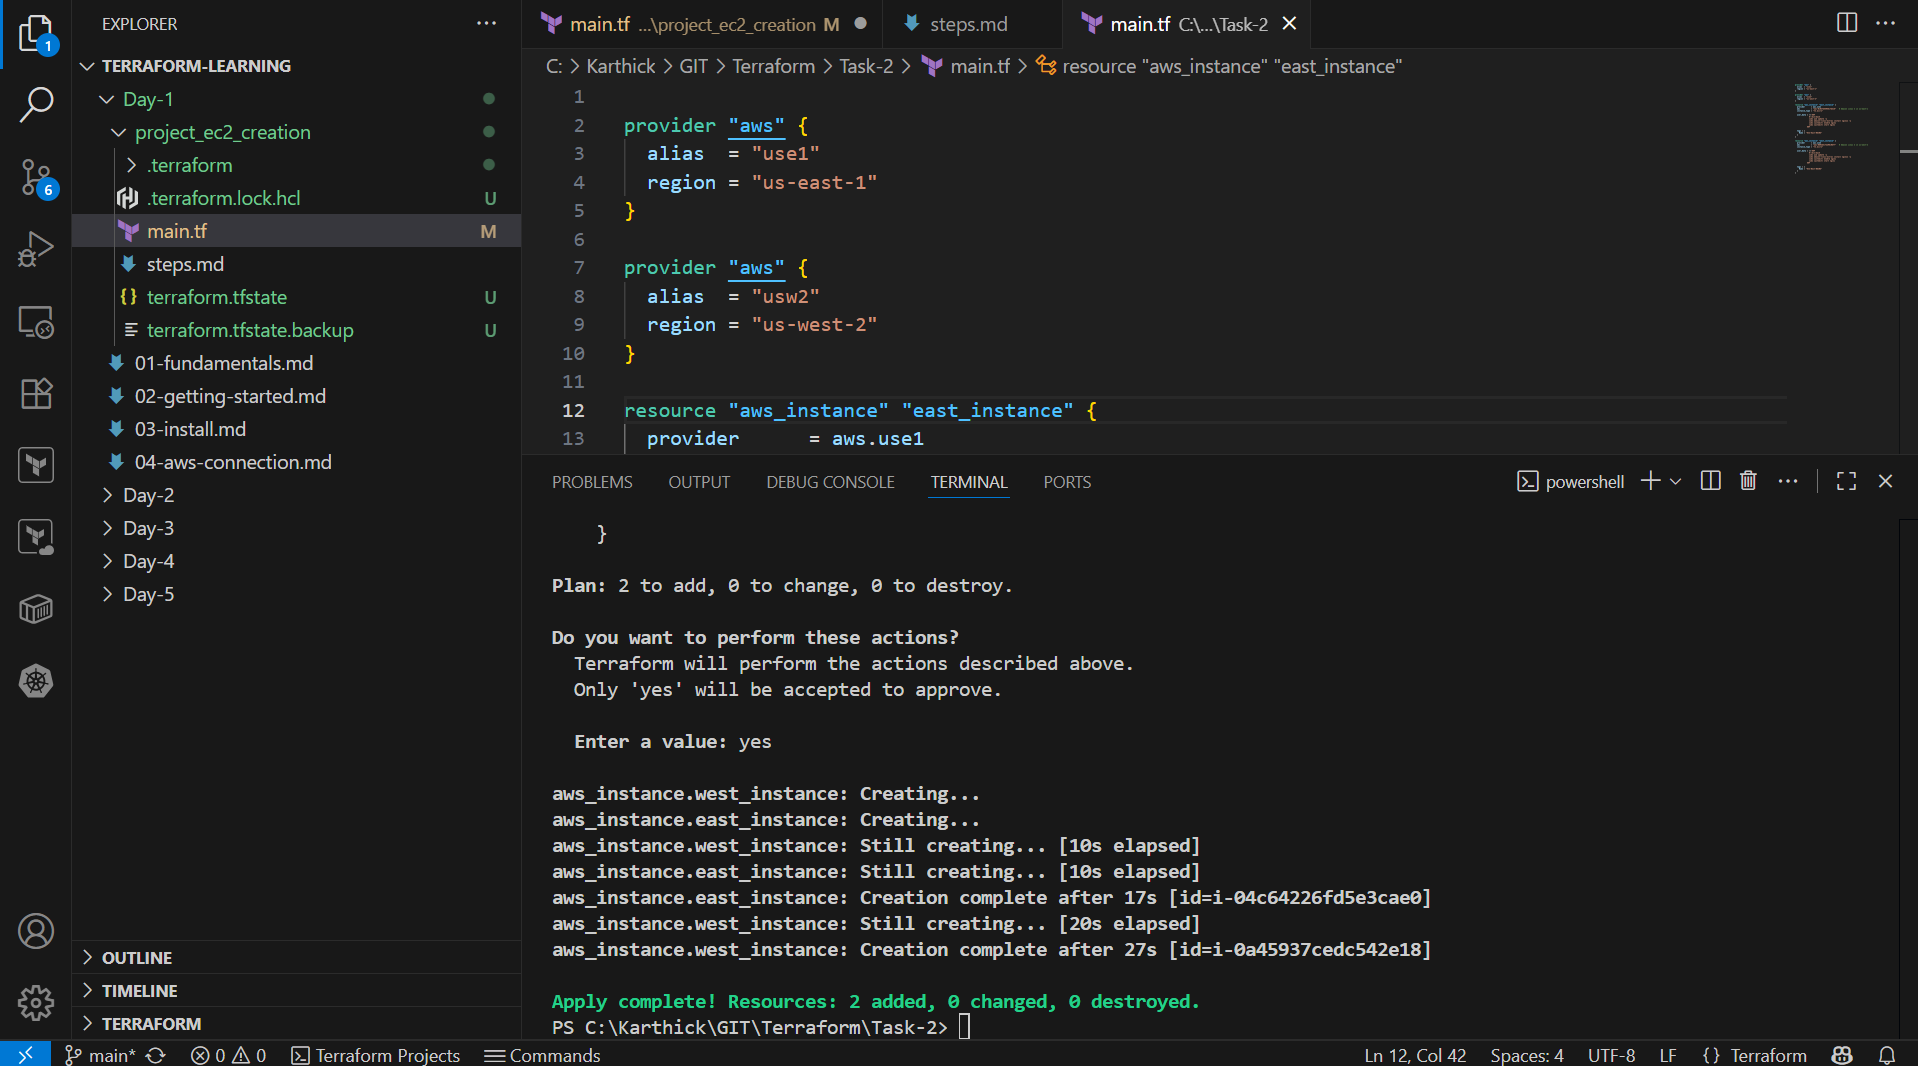 EXPLORER
TERRAFORM-LEARNING
Day-1
project_ec2_creation
.terraform
.terraform.lock.hcl U
main.tf M
steps.md
terraform.tfstate U
terraform.tfstate.backup U
01-fundamentals.md
02-getting-started.md
03-install.md
04-aws-connection.md
Day-2
Day-3
Day-4
Day-5
OUTLINE
TIMELINE
TERRAFORM
1
6
main.tf ...\project_ec2_creation M
steps.md
main.tf C:\...\Task-2
C: > Karthick > GIT > Terraform > Task-2 > main.tf > resource "aws_instance" "east_instance"
1
2 provider "aws" {
3 alias = "use1"
4 region = "us-east-1"
5 }
6
7 provider "aws" {
8 alias = "usw2"
9 region = "us-west-2"
10 }
11
12 resource "aws_instance" "east_instance" {
13 provider = aws.use1
PROBLEMS OUTPUT DEBUG CONSOLE TERMINAL PORTS
powershell
}
Plan: 2 to add, 0 to change, 0 to destroy.
Do you want to perform these actions?
Terraform will perform the actions described above.
Only 'yes' will be accepted to approve.
Enter a value: yes
aws_instance.west_instance: Creating...
aws_instance.east_instance: Creating...
aws_instance.west_instance: Still creating... [10s elapsed]
aws_instance.east_instance: Still creating... [10s elapsed]
aws_instance.east_instance: Creation complete after 17s [id=i-04c64226fd5e3cae0]
aws_instance.west_instance: Still creating... [20s elapsed]
aws_instance.west_instance: Creation complete after 27s [id=i-0a45937cedc542e18]
Apply complete! Resources: 2 added, 0 changed, 0 destroyed.
PS C:\Karthick\GIT\Terraform\Task-2>
main* 0 0 Terraform Projects Commands Ln 12, Col 42 Spaces: 4 UTF-8 LF {} Terraform